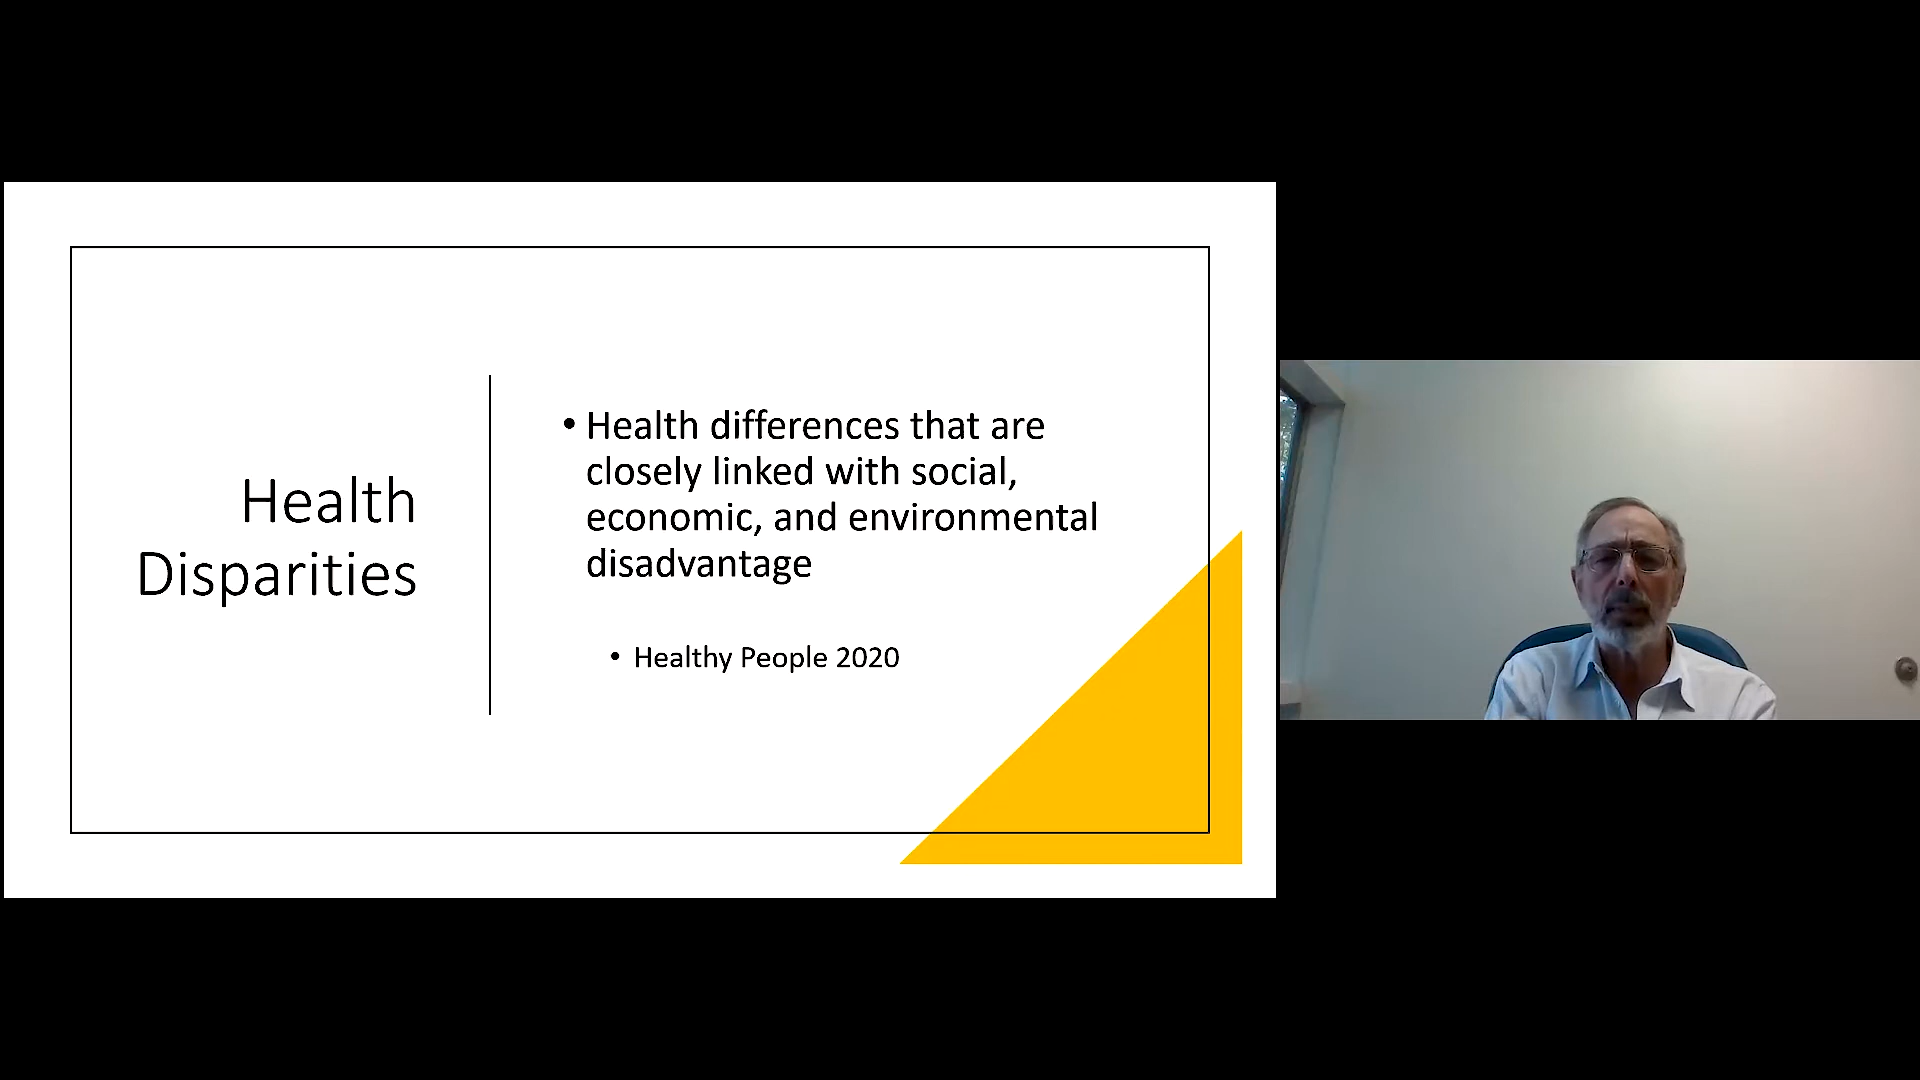 Health
Disparities
• Health differences that are
closely linked with social,
economic, and environmental
disadvantage
• Healthy People 2020